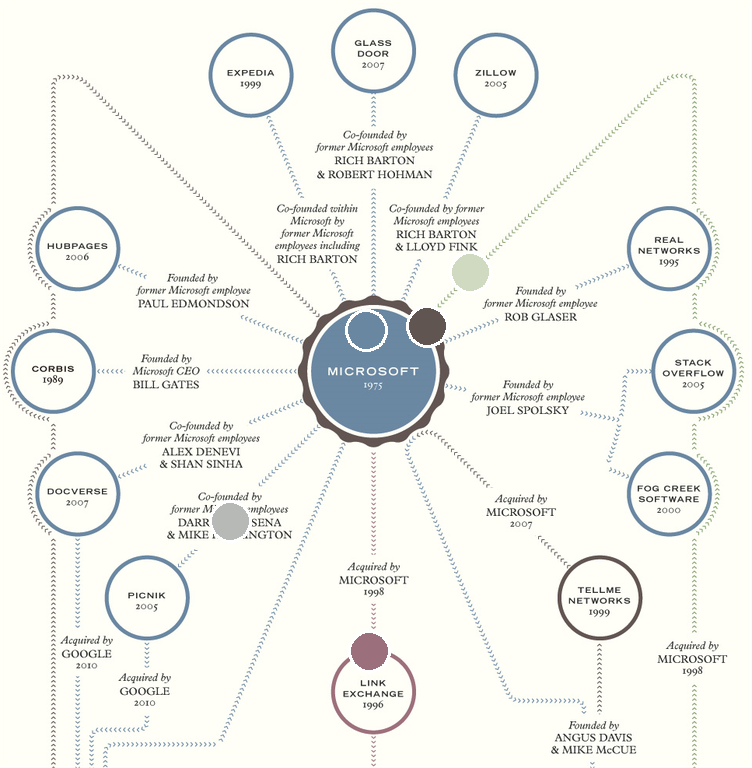 GLASS
DOOR
2007
EXPEDIA
1999
ZILLOW
2005
Co-founded by
former Microsoft employees
RICH BARTON
& ROBERT HOHMAN
Co-founded within
Microsoft by
former Microsoft
employees including
RICH BARTON
Co-founded by former
Microsoft employees
RICH BARTON
& LLOYD FINK
HUBPAGES
2006
REAL
NETWORKS
1995
Founded by
former Microsoft employee
PAUL EDMONDSON
Founded by
former Microsoft employee
ROB GLASER
CORBIS
1989
Founded by
Microsoft CEO
BILL GATES
MICROSOFT
1975
STACK
OVERFLOW
2005
Founded by
former Microsoft employee
JOEL SPOLSKY
Co-founded by
former Microsoft employees
ALEX DENEVI
& SHAN SINHA
DOCVERSE
2007
FOG CREEK
SOFTWARE
2000
Co-founded by
former employees
& MIKE
Acquired by
MICROSOFT
2007
PICNIK
2005
Acquired by
MICROSOFT
1998
TELLME
NETWORKS
1999
Acquired by
GOOGLE
2010
Acquired by
MICROSOFT
1998
Acquired by
GOOGLE
2010
LINK
EXCHANGE
1996
Founded by
ANGUS DAVIS
& MIKE McCUE